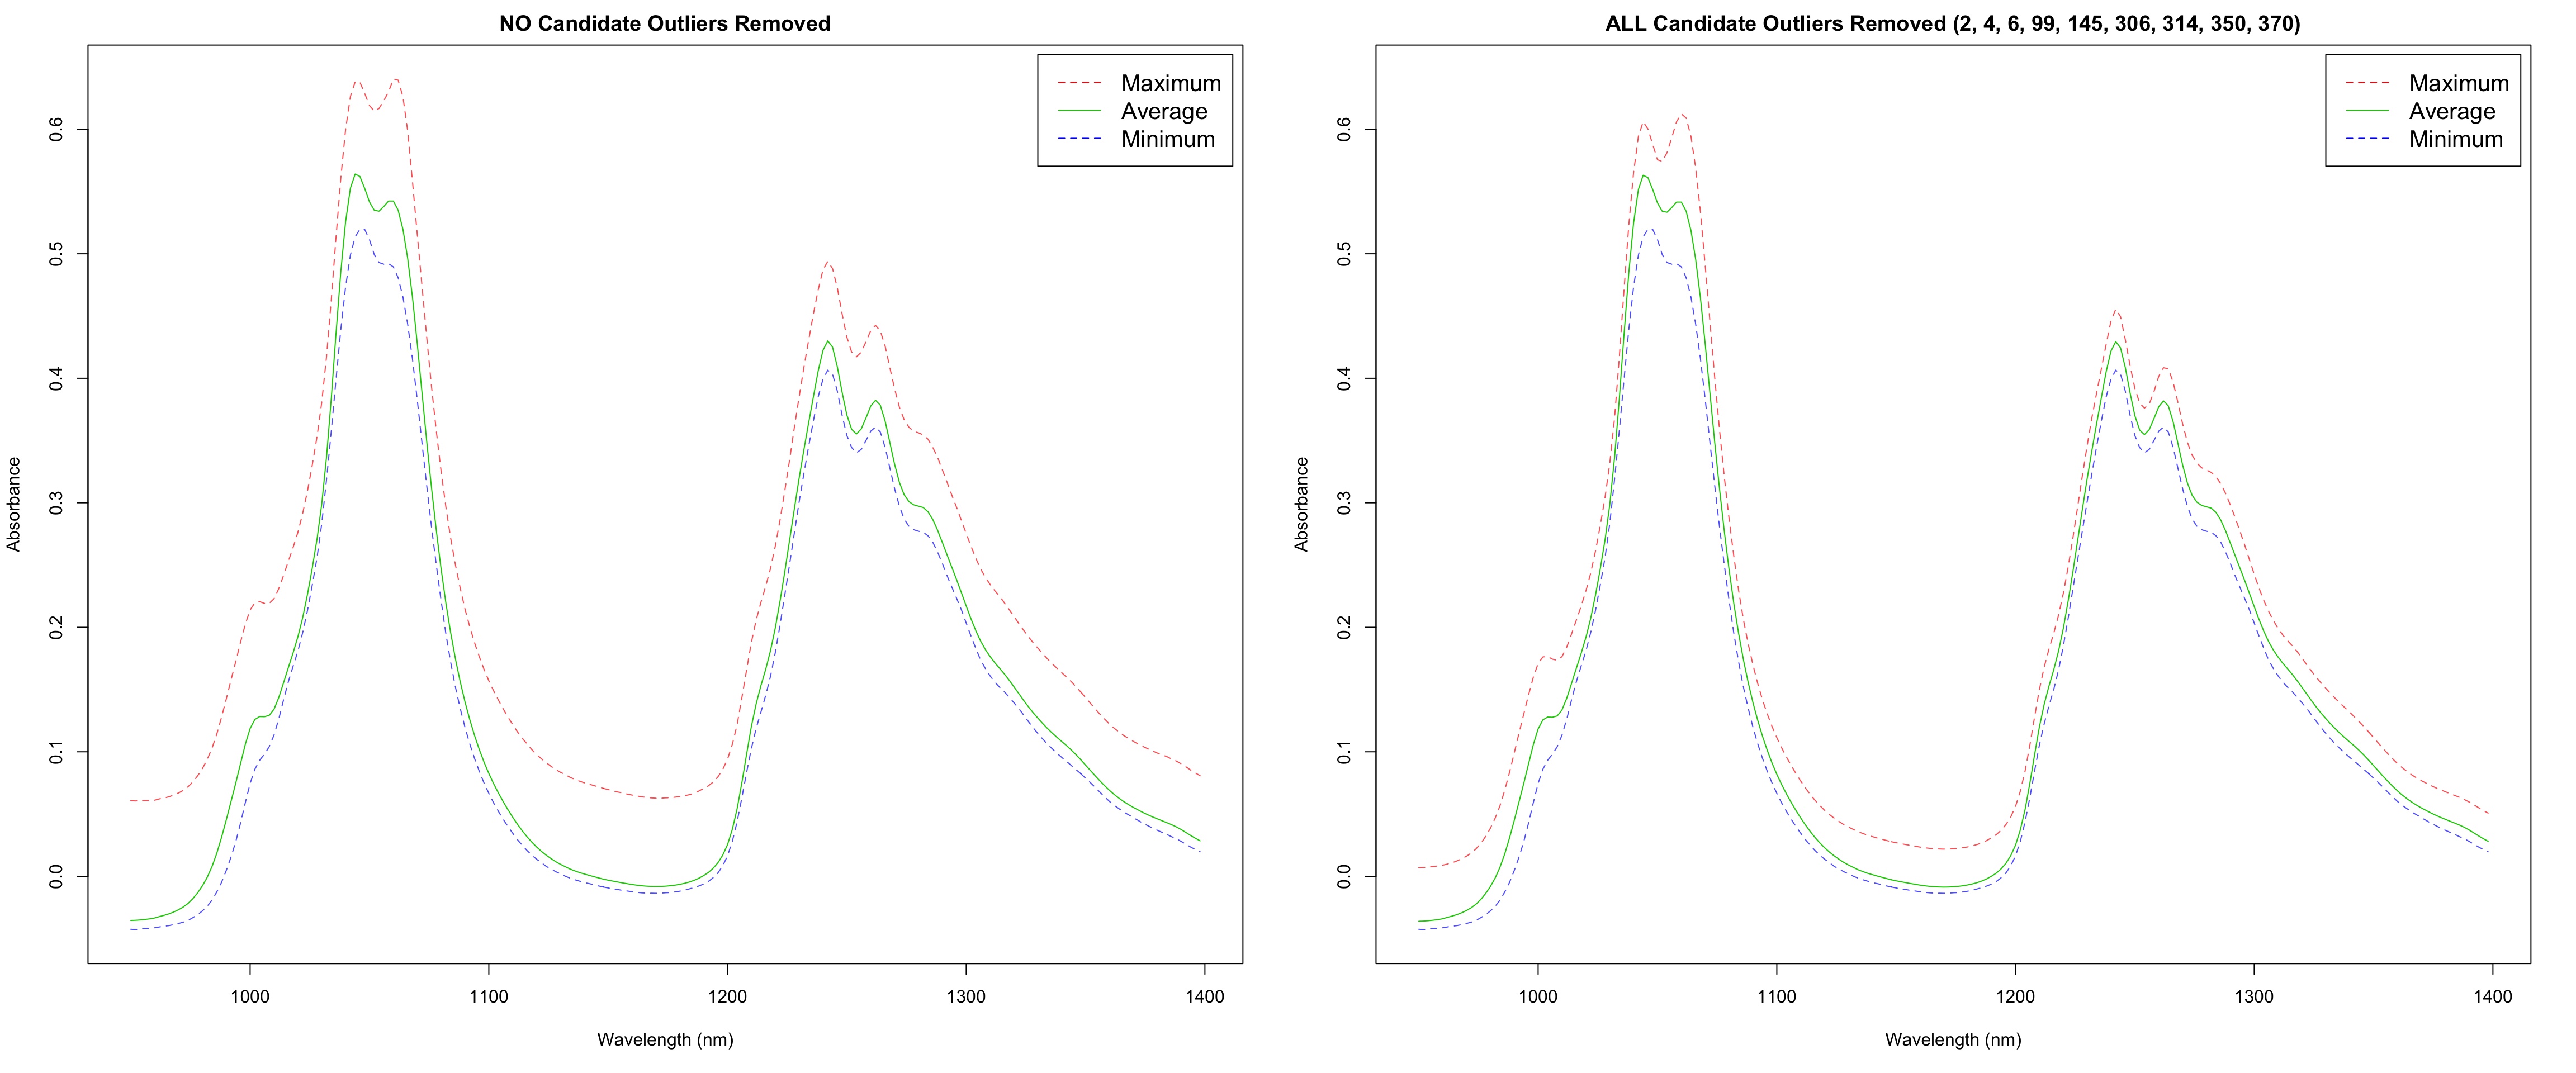 NO Candidate Outliers Removed
Maximum
Average
Minimum
Absorbance
0.6
0.5
0.4
0.3
0.2
0.1
0.0
1000 1100 1200 1300 1400
Wavelength (nm)
ALL Candidate Outliers Removed (2, 4, 6, 99, 145, 306, 314, 350, 370)
Maximum
Average
Minimum
Absorbance
0.6
0.5
0.4
0.3
0.2
0.1
0.0
1000 1100 1200 1300 1400
Wavelength (nm)